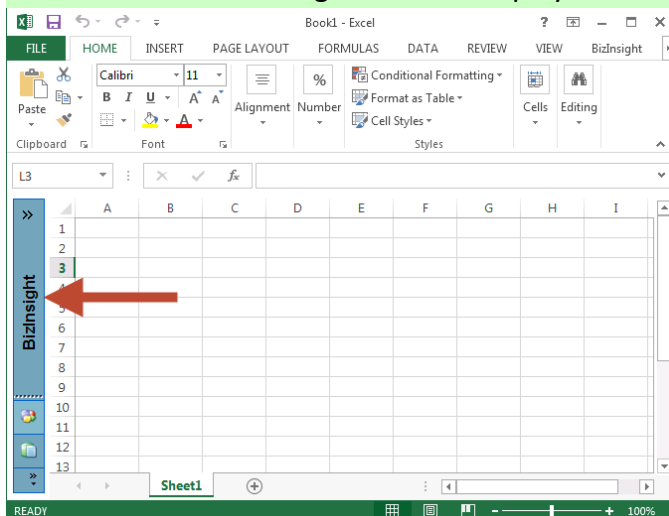 Book1 - Excel
FILE HOME INSERT PAGE LAYOUT FORMULAS DATA REVIEW VIEW BizInsight
Paste
Calibri 11
B I U A A
A
Alignment
Number
%
Conditional Formatting
Format as Table
Cell Styles
Cells
Editing
Clipboard Font Styles
L3 fx
A B C D E F G H I
1
2
3
5
6
7
8
9
10
11
12
13
BizInsight
Sheet1
READY 100%